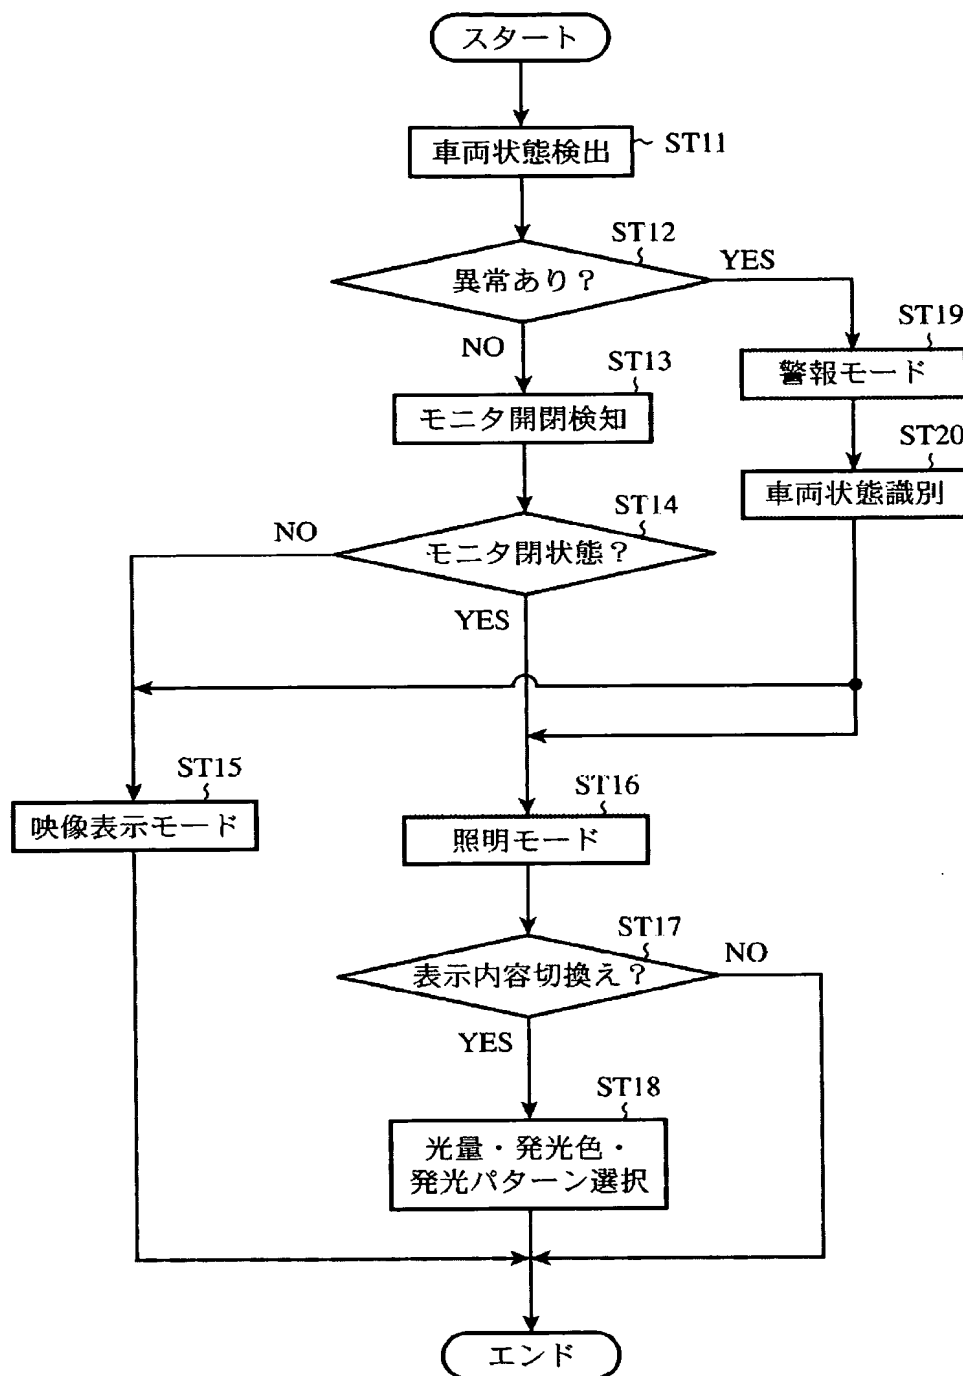 スタート
車両状態検出
ST11
ST12
異常あり？
YES
NO
ST19
警報モード
ST13
モニタ開閉検知
ST20
車両状態識別
ST14
モニタ閉状態？
NO
YES
ST15
映像表示モード
ST16
照明モード
ST17
表示内容切換え？
NO
YES
ST18
光量・発光色・
発光パターン選択
エンド